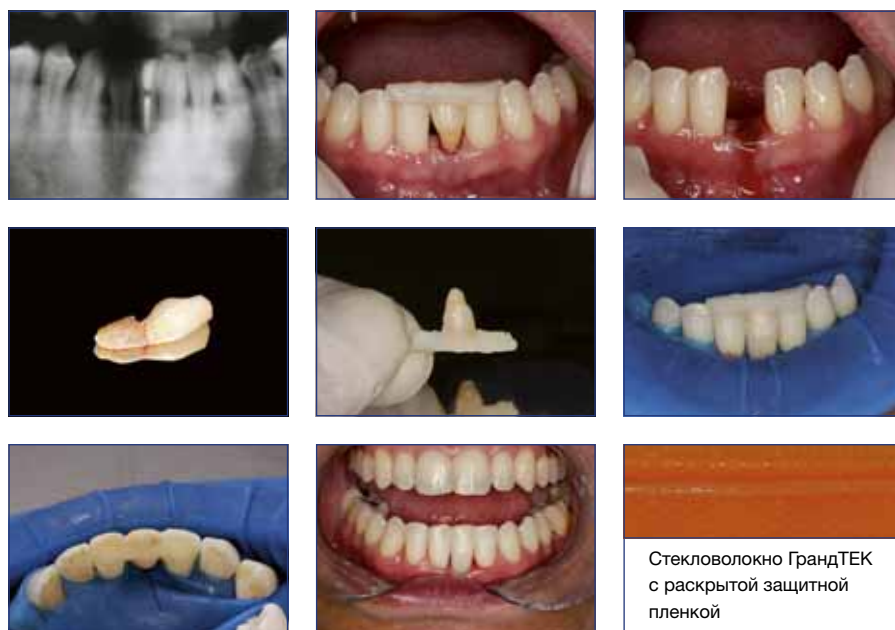 Стекловолокно ГрандТЕК
с раскрытой защитной
пленкой